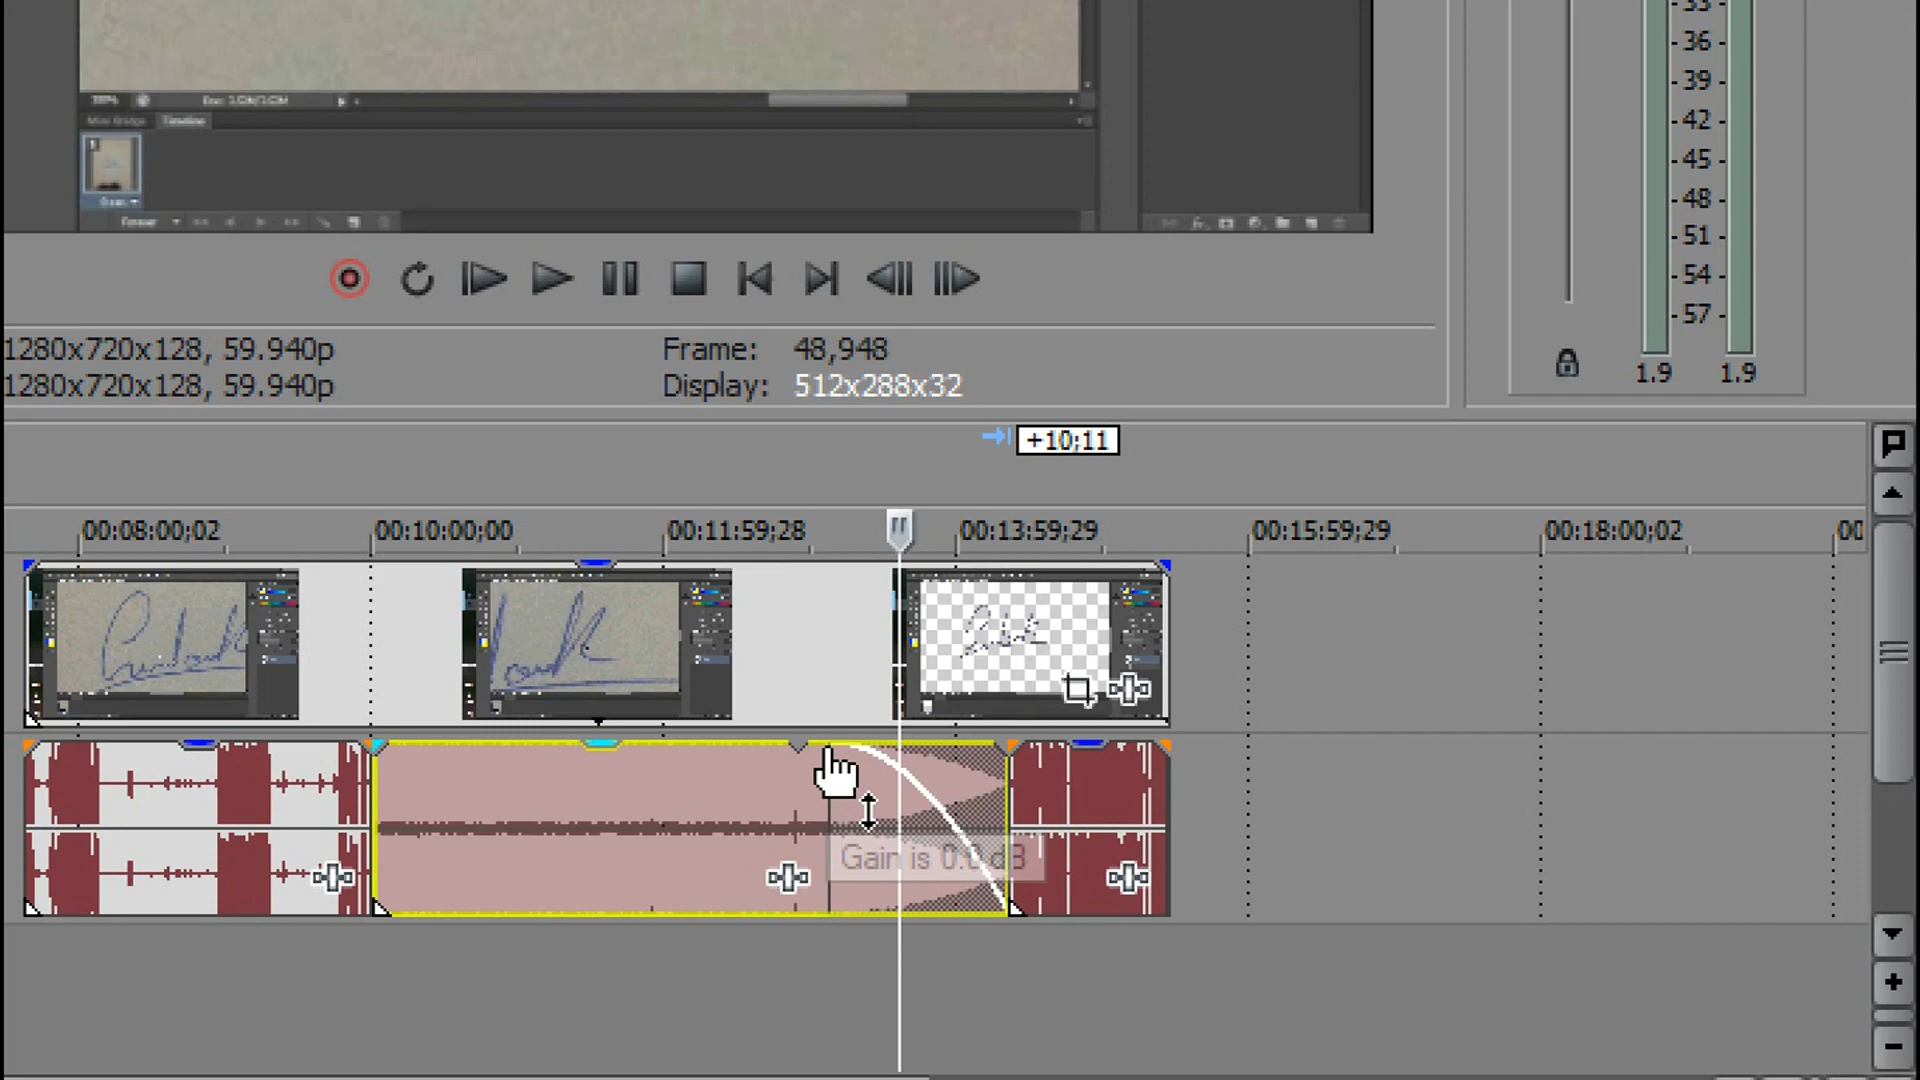 33
- 36 -
- 39 -
- 42 -
- 45 -
- 48 -
- 51 -
- 54 -
- 57 -
1.9 1.9
Mini Bridge Timeline
1280x720x128, 59.940p Frame: 48,948
1280x720x128, 59.940p Display: 512x288x32
+10;11
00:08:00;02 00:10:00;00 00:11:59;28 00:13:59;29 00:15:59;29 00:18:00;02 00
Gain is 0.0 dB